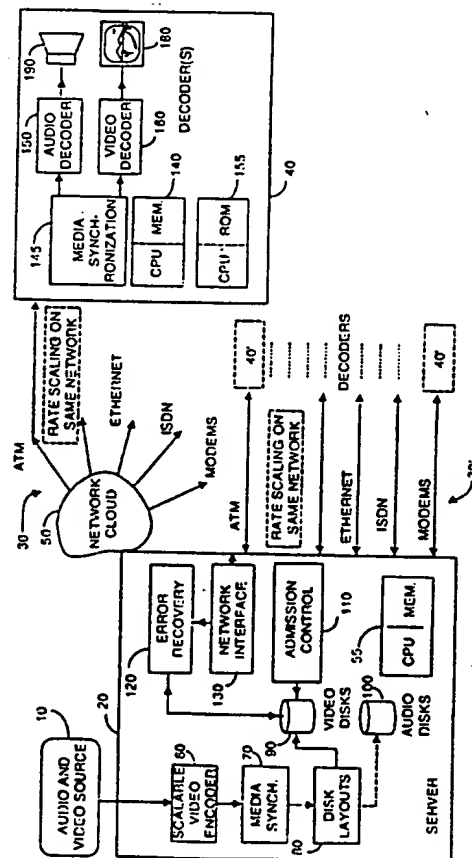 10
AUDIO AND
VIDEO SOURCE
20
SCALABLE
VIDEO
ENCODER
60
70
MEDIA
SYNCH.
DISK
LAYOUTS
120
ERROR
RECOVERY
130
NETWORK
INTERFACE
ADMISSION
CONTROL
110
90
VIDEO
DISKS
100
AUDIO
DISKS
55
CPU
MEM.
30
50
NETWORK
CLOUD
ATM
RATE SCALING ON
SAME NETWORK
ETHERNET
ISDN
MODEMS
ATM
RATE SCALING ON
SAME NETWORK
ETHERNET
ISDN
MODEMS
40'
DECODERS
40'
145
MEDIA
SYNCH-
RONIZATION
150
AUDIO
DECODER
190
VIDEO
DECODER
160
180
CPU
MEM.
140
CPU
ROM
155
DECODER(S)
40